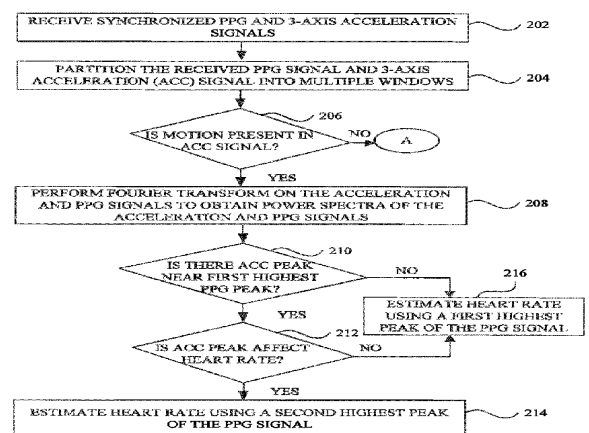 RECEIVE SYNCHRONIZED PPG AND 3-AXIS ACCELERATION
SIGNALS
202
PARTITION THE RECEIVED PPG SIGNAL AND 3-AXIS
ACCELERATION (ACC) SIGNAL INTO MULTIPLE WINDOWS
204
206
IS MOTION PRESENT IN
ACC SIGNAL?
NO
A
YES
PERFORM FOURIER TRANSFORM ON THE ACCELERATION
AND PPG SIGNALS TO OBTAIN POWER SPECTRA OF THE
ACCELERATION AND PPG SIGNALS
208
210
IS THERE ACC PEAK
NEAR FIRST HIGHEST
PPG PEAK?
NO
216
ESTIMATE HEART RATE
USING A FIRST HIGHEST
PEAK OF THE PPG SIGNAL
YES
212
IS ACC PEAK AFFECT
HEART RATE?
NO
YES
ESTIMATE HEART RATE USING A SECOND HIGHEST PEAK
OF THE PPG SIGNAL
214